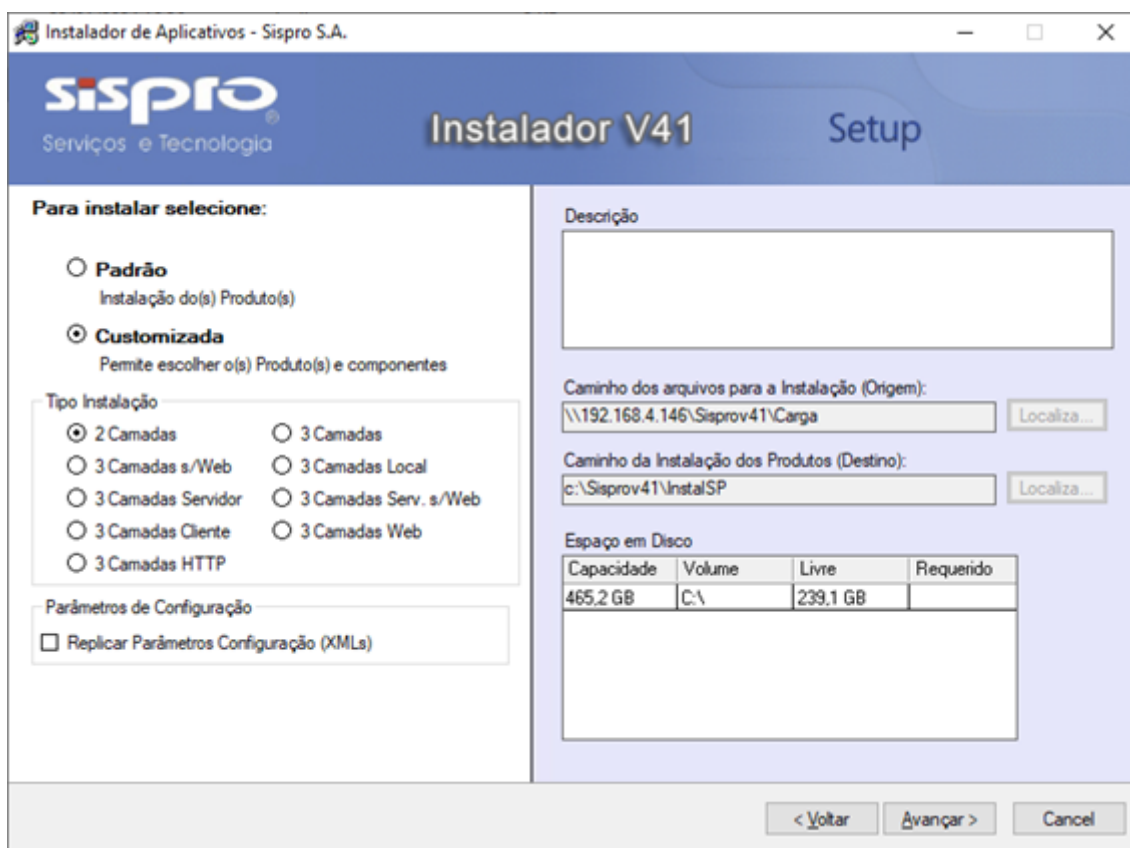 Instalador de Aplicativos - Sispro S.A.
sispro®
Serviços e Tecnologia
Instalador V41
Setup
Para instalar selecione:
Padrão
Instalação do(s) Produto(s)
Customizada
Permite escolher o(s) Produto(s) e componentes
Tipo Instalação
2 Camadas 3 Camadas
3 Camadas s/Web 3 Camadas Local
3 Camadas Servidor 3 Camadas Serv. s/Web
3 Camadas Cliente 3 Camadas Web
3 Camadas HTTP
Parâmetros de Configuração
Replicar Parâmetros Configuração (XMLs)
Descrição
Caminho dos arquivos para a Instalação (Origem):
\\192.168.4.146\Sisprov41\Carga Localiza...
Caminho da Instalação dos Produtos (Destino):
c:\Sisprov41\InstalSP Localiza...
Espaço em Disco
Capacidade Volume Livre Requerido
465,2 GB C:\ 239,1 GB
< Voltar Avançar > Cancel